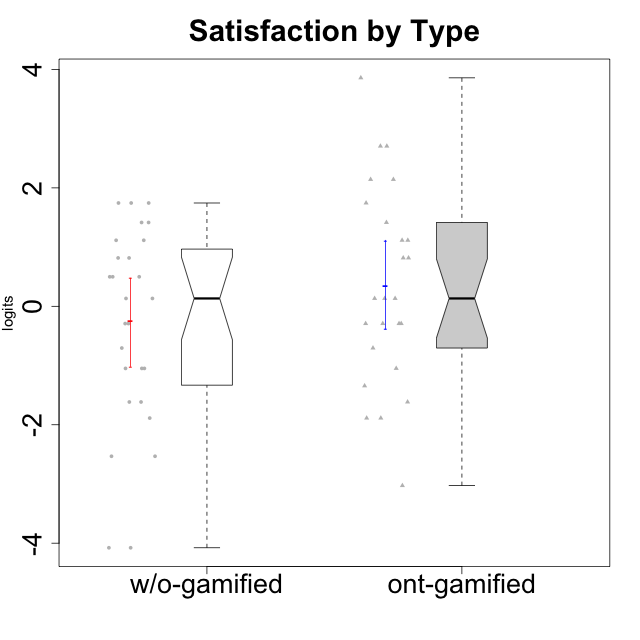 Satisfaction by Type
logits
4
2
0
-2
-4
w/o-gamified
ont-gamified